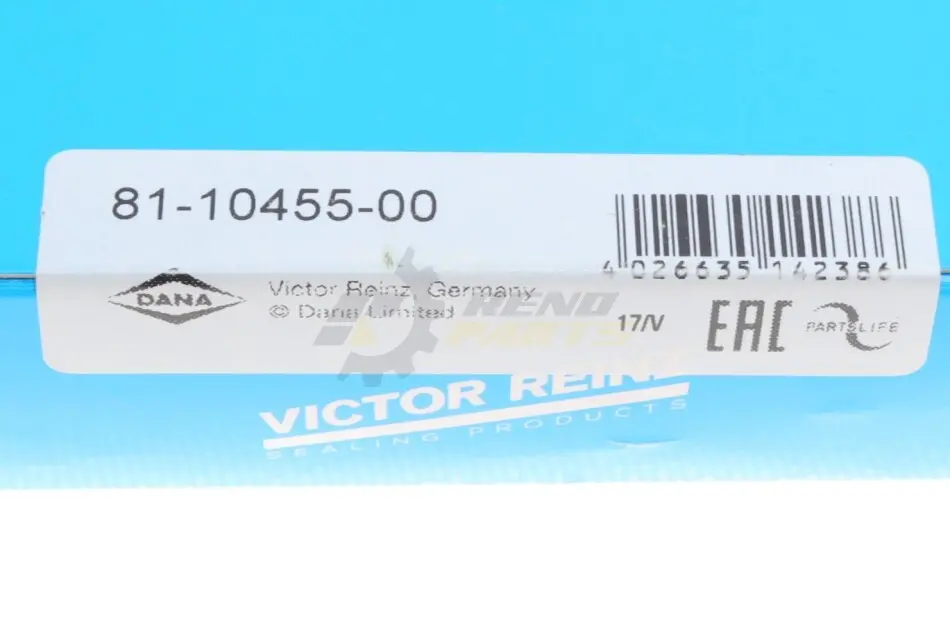 81-10455-00
4 026635 142386
DANA
Victor Reinz, Germany
© Dana Limited
RENO
PARTS
17/V
EAC
PARTSLIFE
VICTOR REINZ
SEALING PRODUCTS